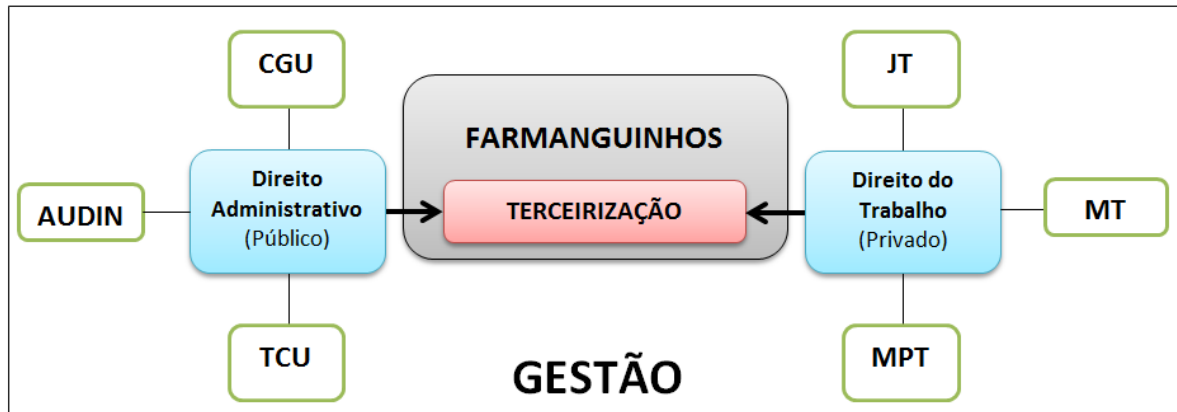 CGU
JT
FARMANGUINHOS
Direito
Administrativo
(Público)
AUDIN
TERCEIRIZAÇÃO
Direito do
Trabalho
(Privado)
MT
TCU
MPT
GESTÃO